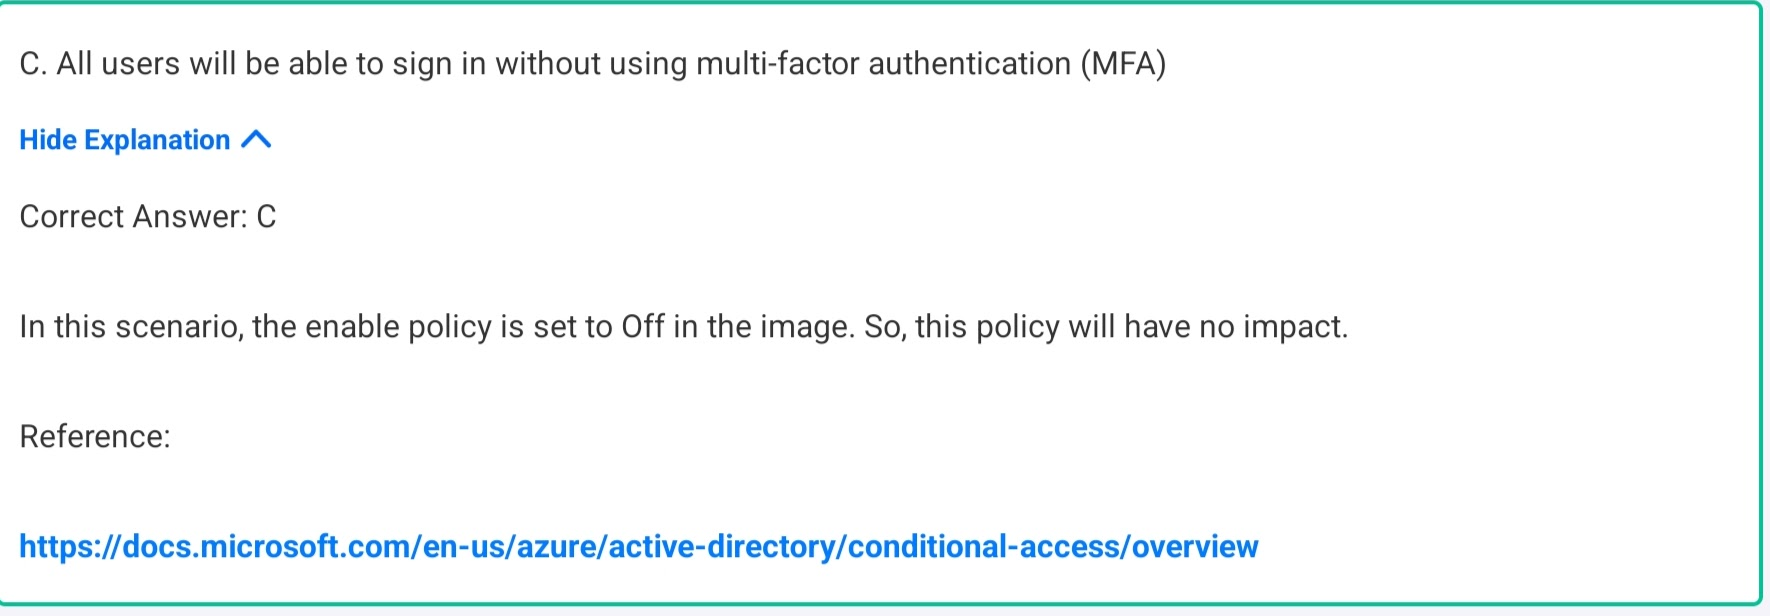 C. All users will be able to sign in without using multi-factor authentication (MFA)
Hide Explanation
Correct Answer: C
In this scenario, the enable policy is set to Off in the image. So, this policy will have no impact.
Reference:
https://docs.microsoft.com/en-us/azure/active-directory/conditional-access/overview